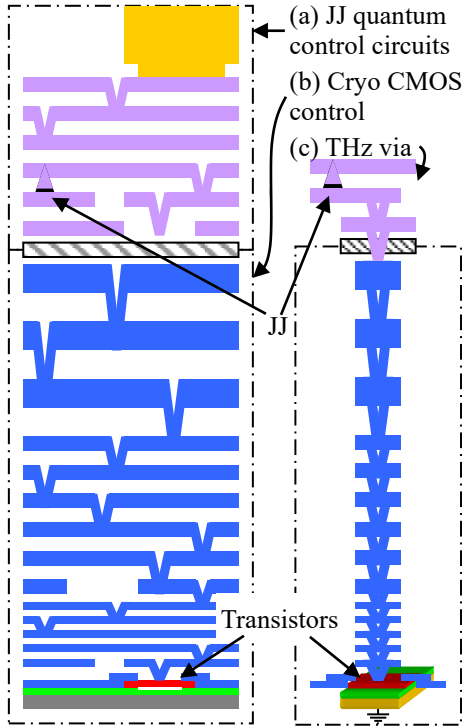 (a) JJ quantum
control circuits
(b) Cryo CMOS
control
(c) THz via
JJ
Transistors